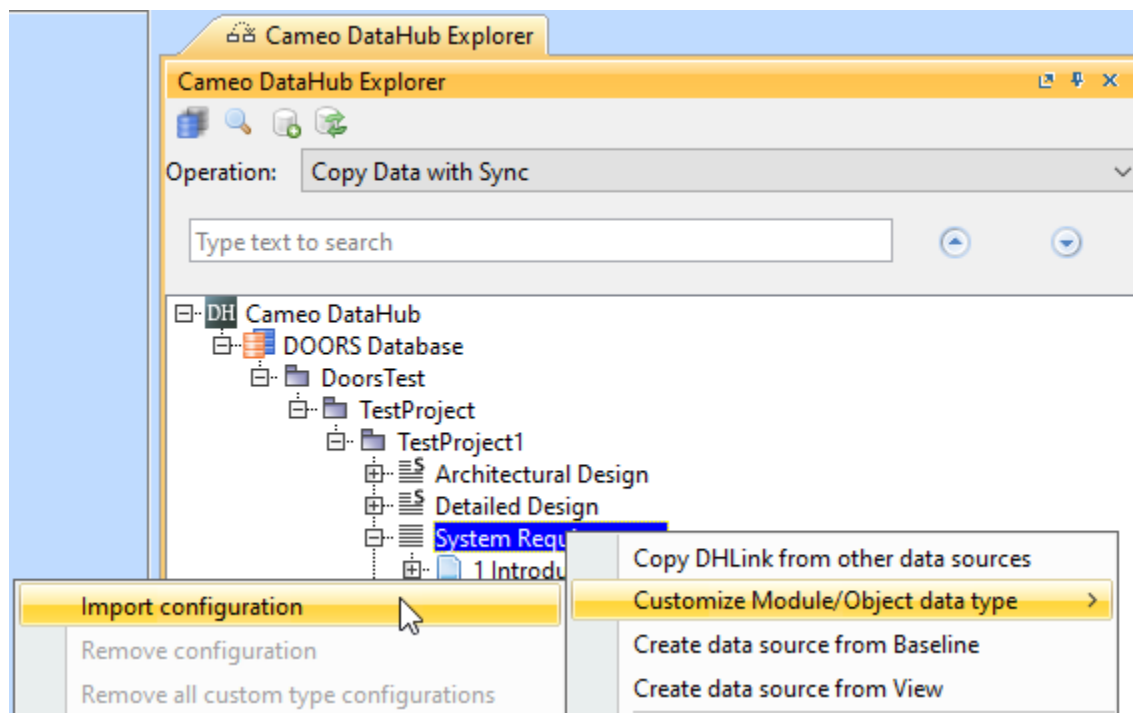 Cameo DataHub Explorer
Cameo DataHub Explorer
Operation: Copy Data with Sync
Type text to search
DH Cameo DataHub
DOORS Database
DoorsTest
TestProject
TestProject1
S Architectural Design
S Detailed Design
System Requ
1 Introdu
Copy DHLink from other data sources
Customize Module/Object data type
Create data source from Baseline
Create data source from View
Import configuration
Remove configuration
Remove all custom type configurations